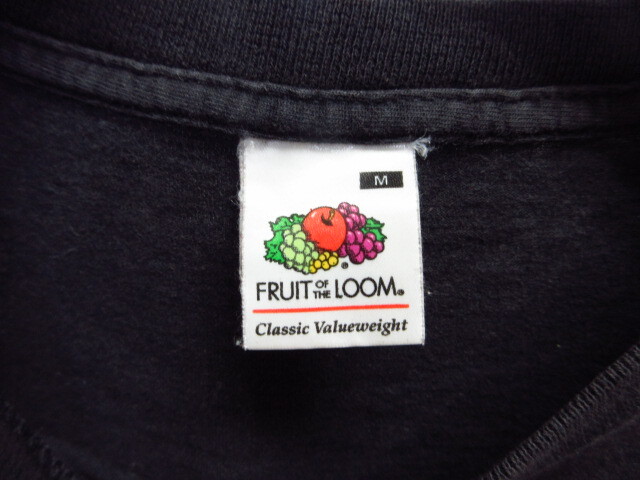 M
®
FRUIT OF THE LOOM®
Classic Valueweight